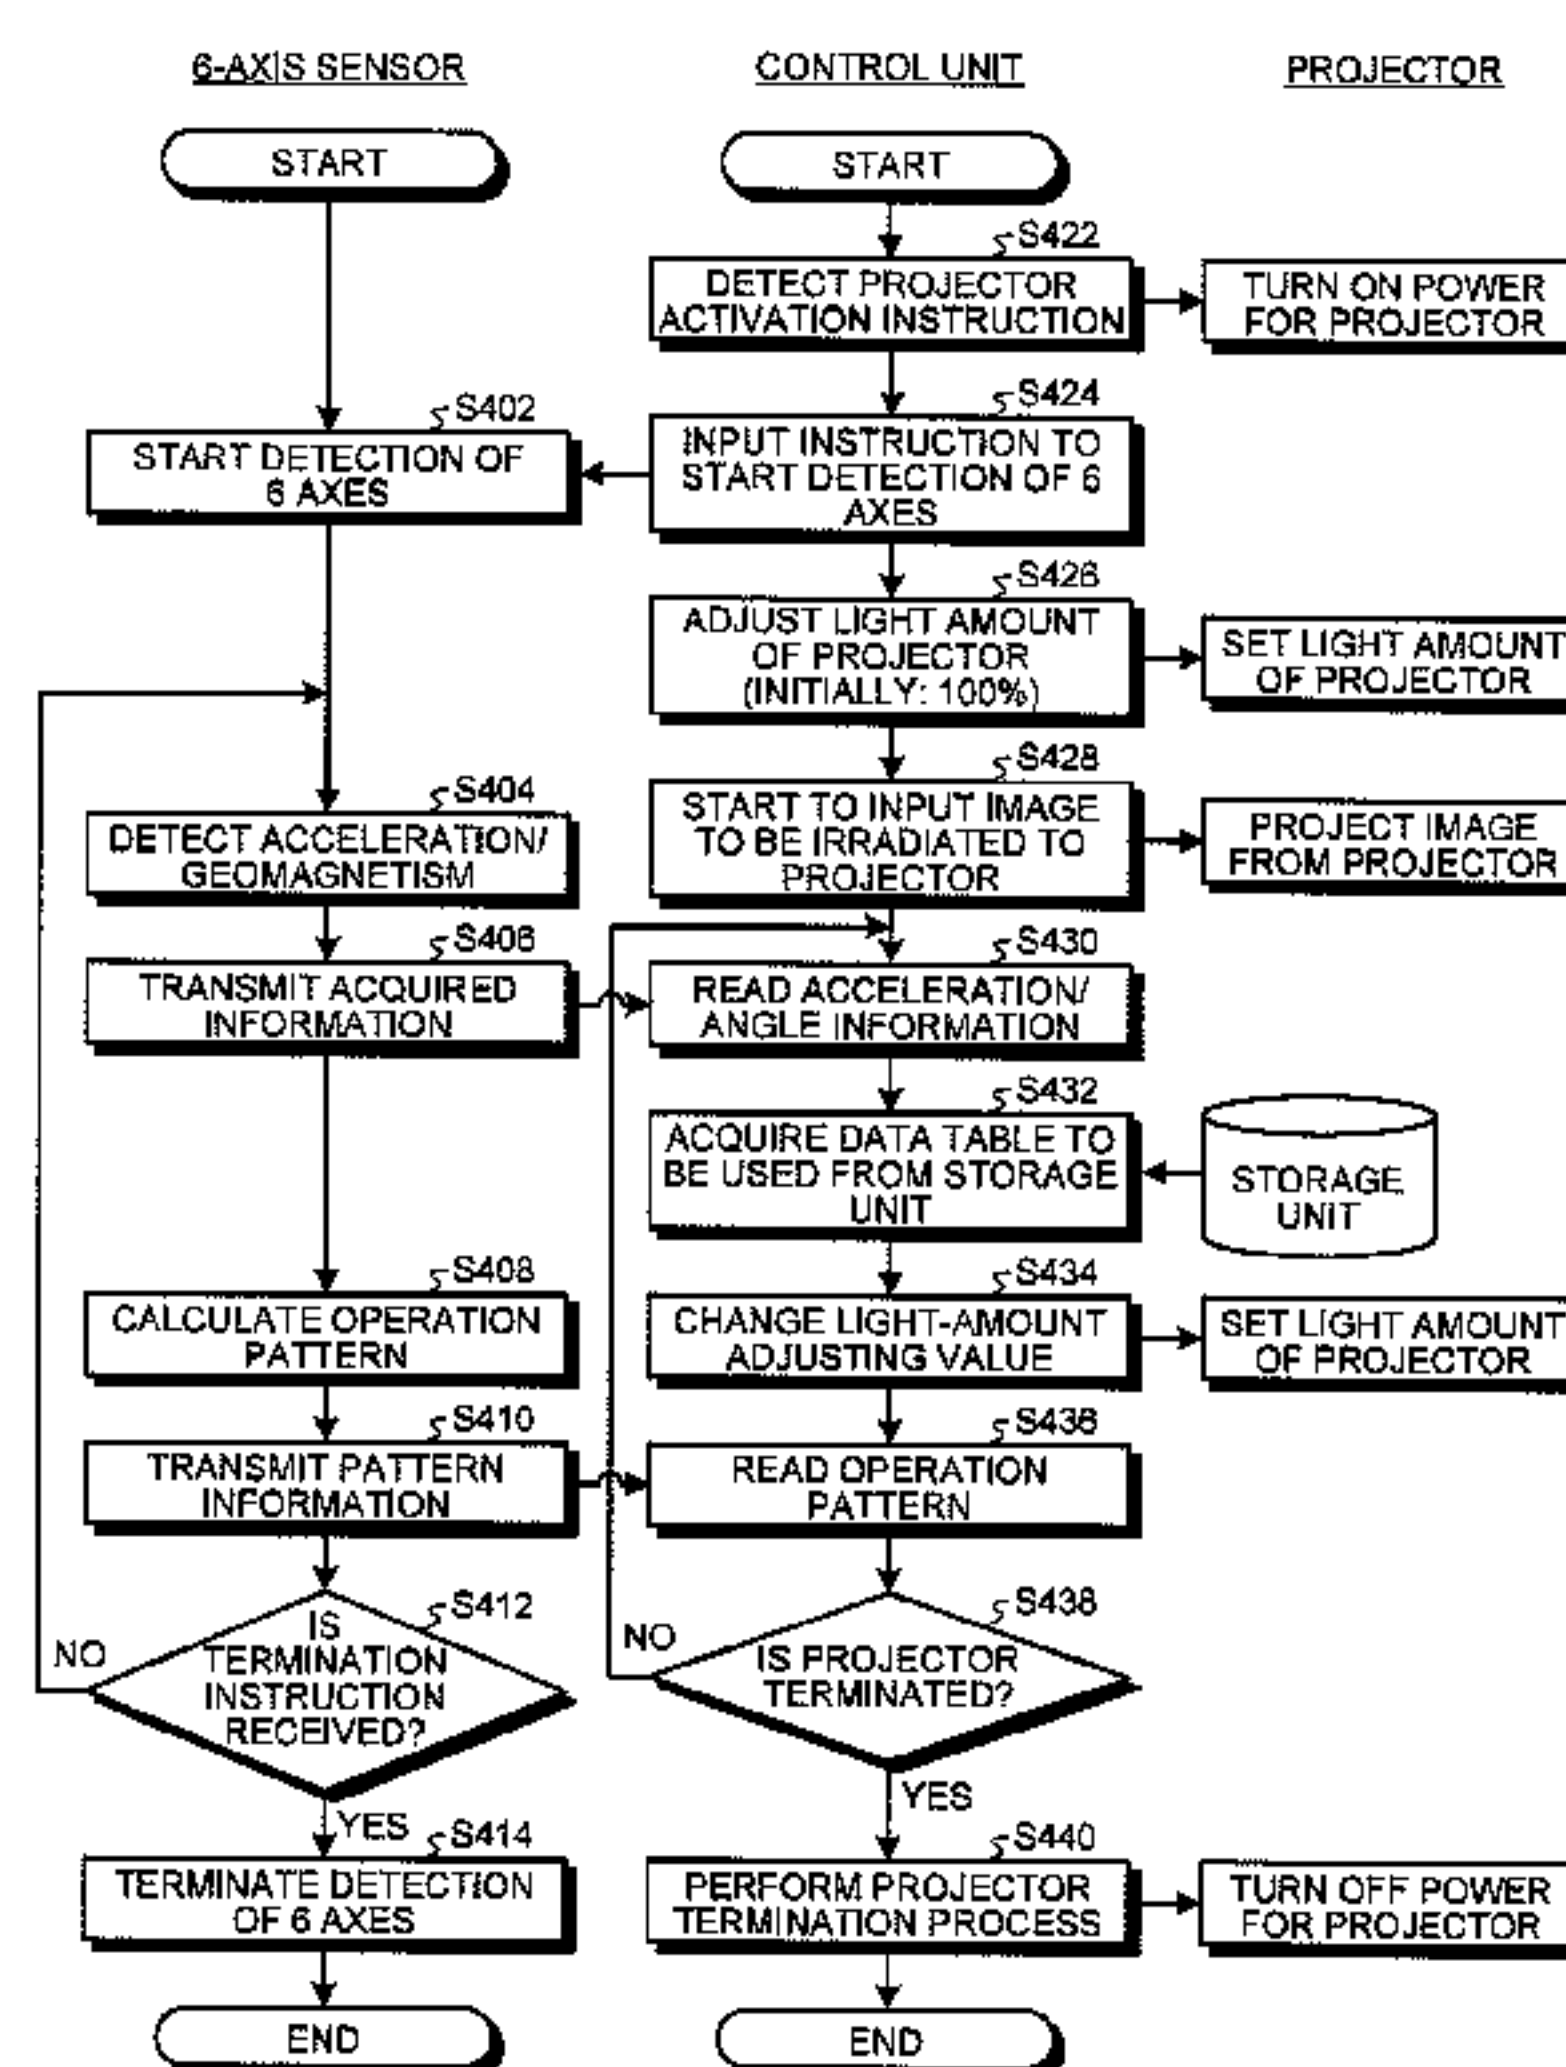 6-AXIS SENSOR
CONTROL UNIT
PROJECTOR
START
START
S422
DETECT PROJECTOR
ACTIVATION INSTRUCTION
TURN ON POWER
FOR PROJECTOR
S402
START DETECTION OF
6 AXES
S424
INPUT INSTRUCTION TO
START DETECTION OF 6
AXES
S426
ADJUST LIGHT AMOUNT
OF PROJECTOR
(INITIALLY: 100%)
SET LIGHT AMOUNT
OF PROJECTOR
S404
DETECT ACCELERATION/
GEOMAGNETISM
S428
START TO INPUT IMAGE
TO BE IRRADIATED TO
PROJECTOR
PROJECT IMAGE
FROM PROJECTOR
S406
TRANSMIT ACQUIRED
INFORMATION
S430
READ ACCELERATION/
ANGLE INFORMATION
S432
ACQUIRE DATA TABLE TO
BE USED FROM STORAGE
UNIT
STORAGE
UNIT
S408
CALCULATE OPERATION
PATTERN
S434
CHANGE LIGHT-AMOUNT
ADJUSTING VALUE
SET LIGHT AMOUNT
OF PROJECTOR
S410
TRANSMIT PATTERN
INFORMATION
S436
READ OPERATION
PATTERN
S412
IS
TERMINATION
INSTRUCTION
RECEIVED?
NO
S438
IS PROJECTOR
TERMINATED?
NO
YES
YES
S414
TERMINATE DETECTION
OF 6 AXES
S440
PERFORM PROJECTOR
TERMINATION PROCESS
TURN OFF POWER
FOR PROJECTOR
END
END